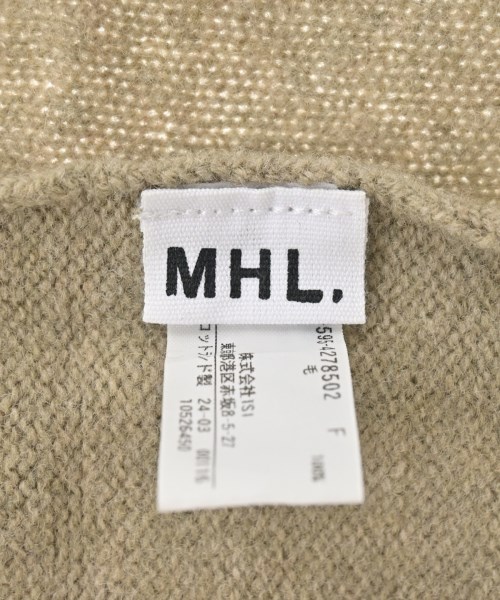 MHL.
595-4278502 F
毛 100%
株式会社ISI
東京都港区赤坂8-5-27
スコットランド製 24-03
10526450